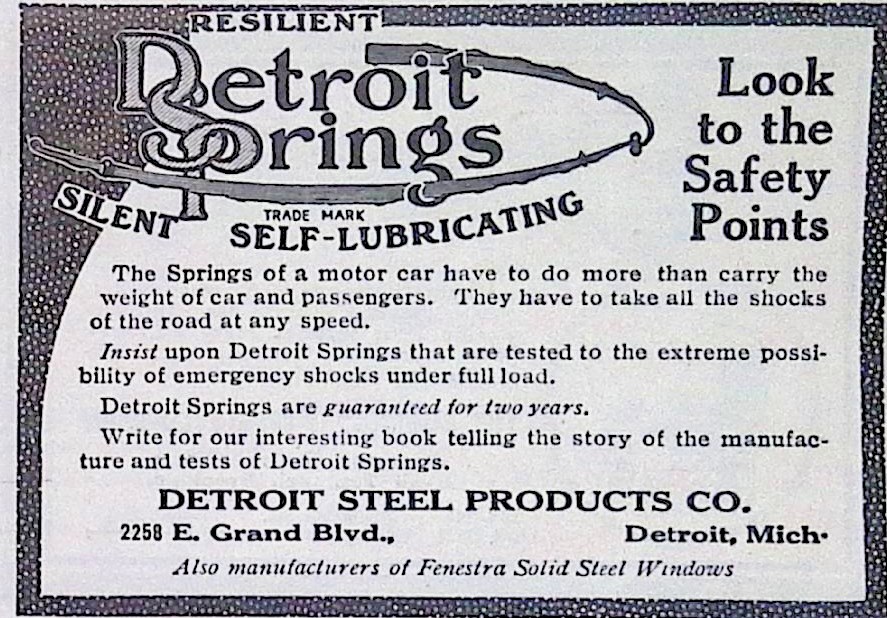 RESILIENT
Detroit
Springs
SILENT
TRADE MARK
SELF-LUBRICATING
Look
to the
Safety
Points
The Springs of a motor car have to do more than carry the
weight of car and passengers. They have to take all the shocks
of the road at any speed.
Insist upon Detroit Springs that are tested to the extreme possi-
bility of emergency shocks under full load.
Detroit Springs are guaranteed for two years.
Write for our interesting book telling the story of the manufac-
ture and tests of Detroit Springs.
DETROIT STEEL PRODUCTS CO.
2258 E. Grand Blvd., Detroit, Mich.
Also manufacturers of Fenestra Solid Steel Windows